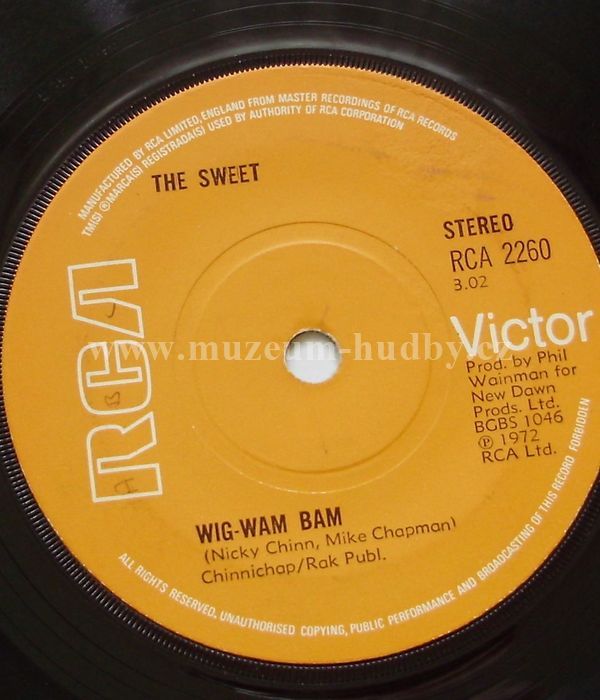 MANUFACTURED BY RCA LIMITED, ENGLAND FROM MASTER RECORDINGS OF RCA RECORDS
TM(S) ® MARCA(S) REGISTRADA(S) USED BY AUTHORITY OF RCA CORPORATION
THE SWEET
STEREO
RCA 2260
3.02
RCA
Victor
www.muzeum-hudby.cz
Prod. by Phil
Wainman for
New Dawn
Prods. Ltd.
BGBS 1046
℗ 1972
RCA Ltd.
WIG-WAM BAM
(Nicky Chinn, Mike Chapman)
Chinnichap/Rak Publ.
ALL RIGHTS RESERVED, UNAUTHORISED COPYING, PUBLIC PERFORMANCE AND BROADCASTING OF THIS RECORD FORBIDDEN